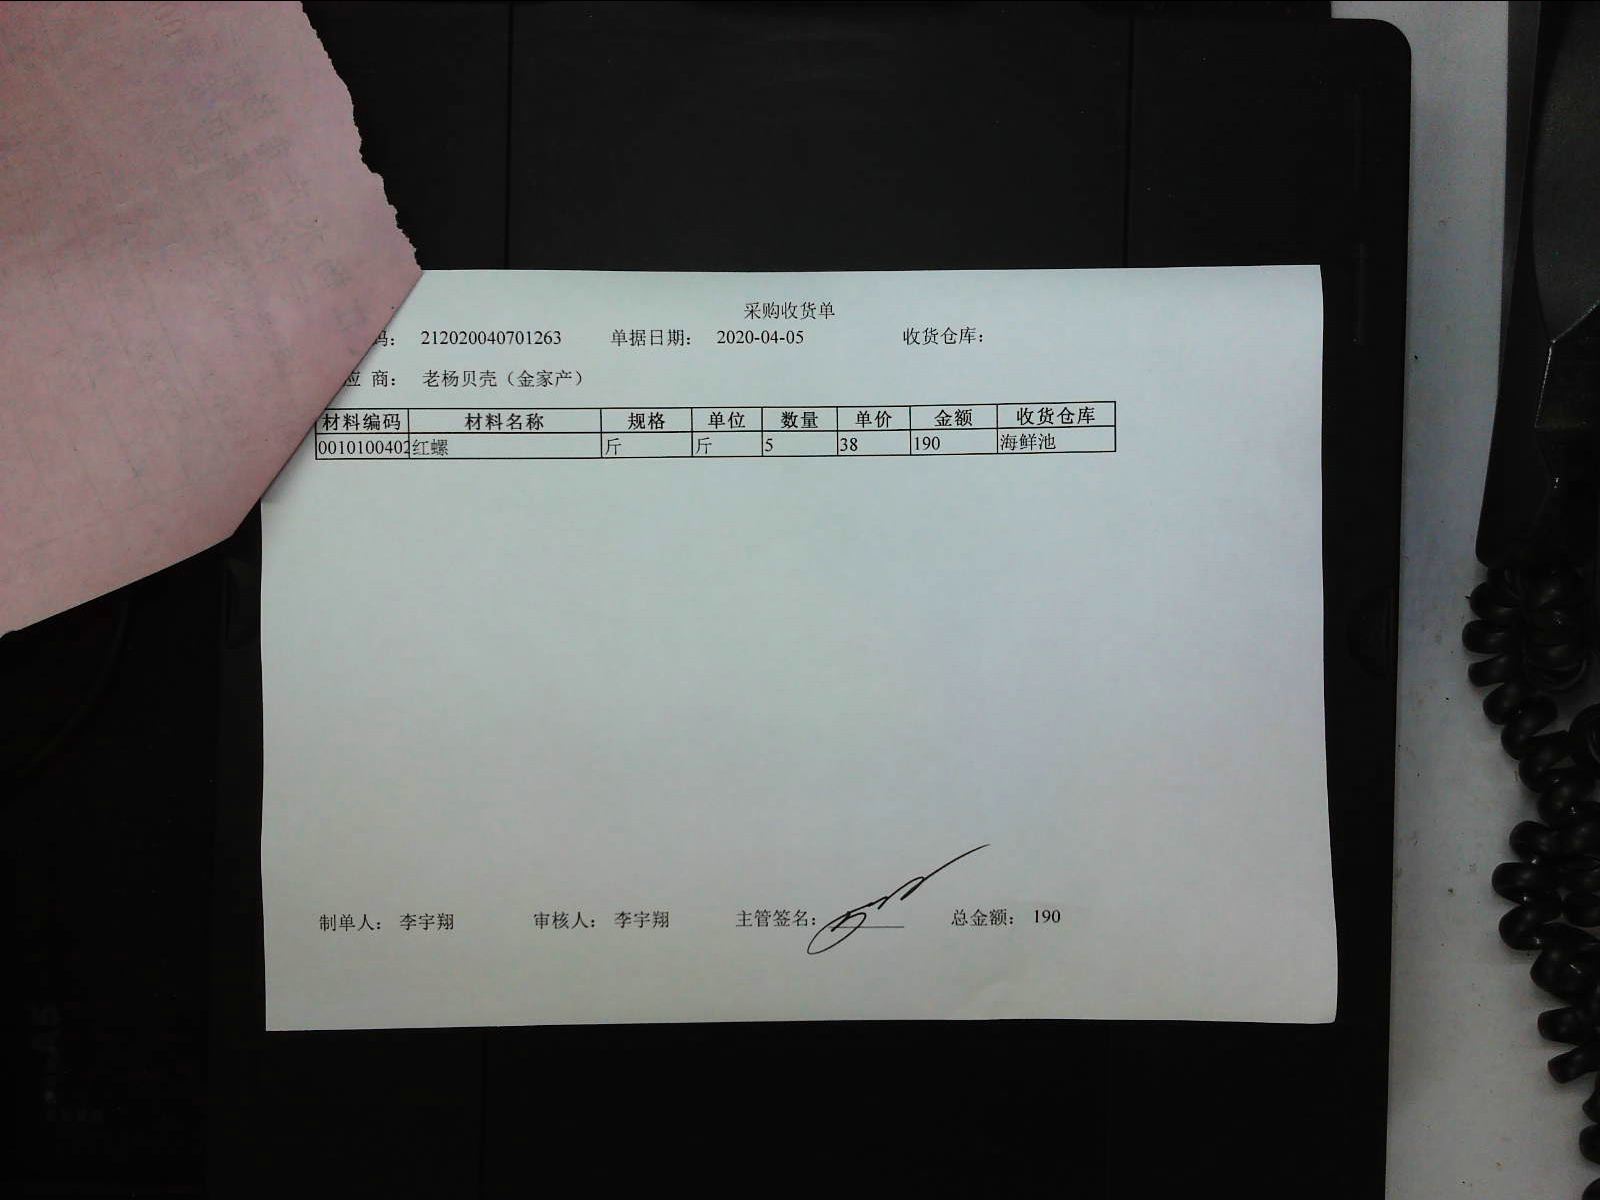 采购收货单
码： 212020040701263 单据日期： 2020-04-05 收货仓库：
应 商： 老杨贝壳（金家产）
材料编码 材料名称 规格 单位 数量 单价 金额 收货仓库
0010100402 红螺 斤 斤 5 38 190 海鲜池
制单人： 李宇翔 审核人： 李宇翔 主管签名： 总金额： 190